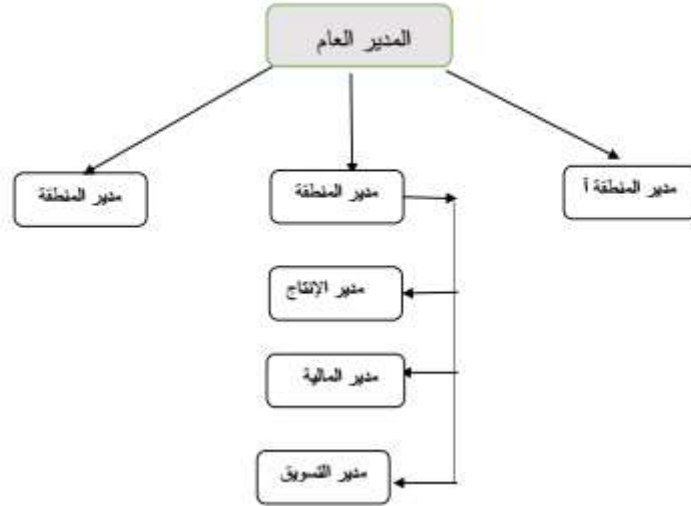 المدير العام
مدير المنطقة أ
مدير المنطقة
مدير المنطقة
مدير الإنتاج
مدير المالية
مدير التسويق